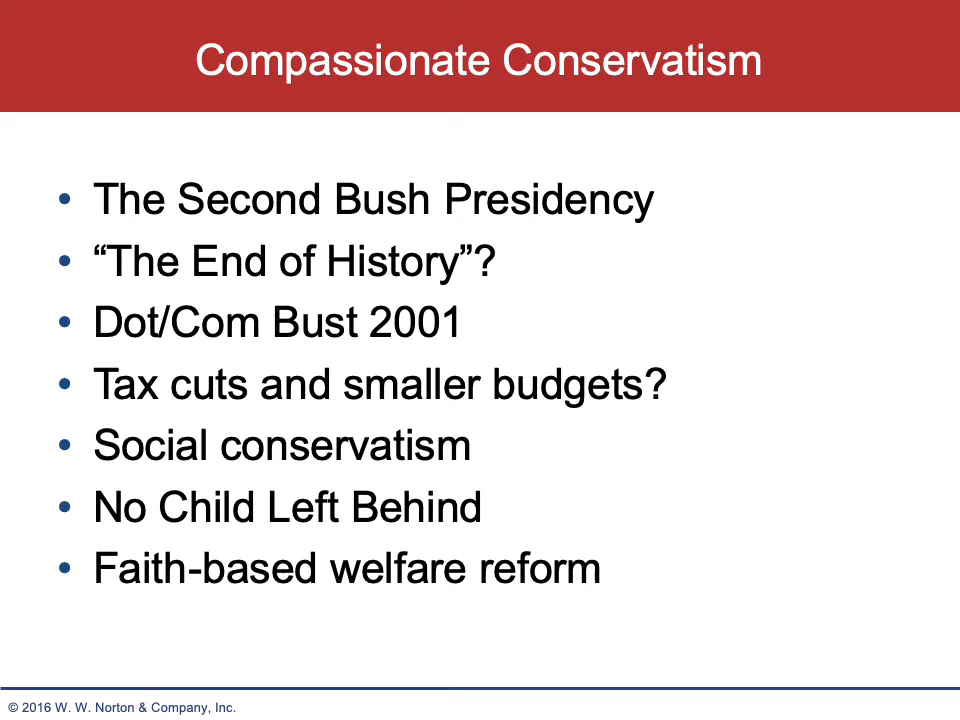 Compassionate Conservatism
• The Second Bush Presidency
• “The End of History”?
• Dot/Com Bust 2001
• Tax cuts and smaller budgets?
• Social conservatism
• No Child Left Behind
• Faith-based welfare reform
© 2016 W. W. Norton & Company, Inc.